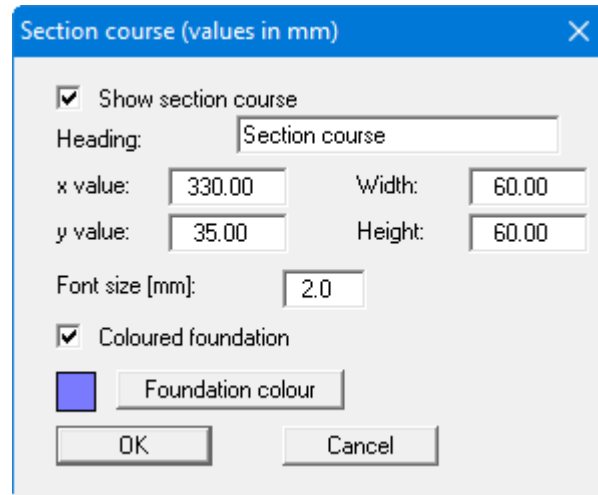 Section course (values in mm)
Show section course
Heading: Section course
x value: 330.00 Width: 60.00
y value: 35.00 Height: 60.00
Font size [mm]: 2.0
Coloured foundation
Foundation colour
OK Cancel